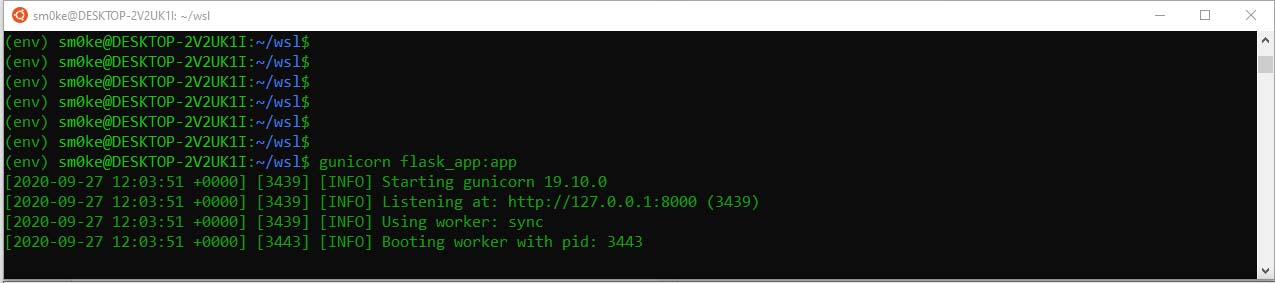 sm0ke@DESKTOP-2V2UK1I: ~/wsl
(env) sm0ke@DESKTOP-2V2UK1I:~/wsl$
(env) sm0ke@DESKTOP-2V2UK1I:~/wsl$
(env) sm0ke@DESKTOP-2V2UK1I:~/wsl$
(env) sm0ke@DESKTOP-2V2UK1I:~/wsl$
(env) sm0ke@DESKTOP-2V2UK1I:~/wsl$
(env) sm0ke@DESKTOP-2V2UK1I:~/wsl$
(env) sm0ke@DESKTOP-2V2UK1I:~/wsl$ gunicorn flask_app:app
[2020-09-27 12:03:51 +0000] [3439] [INFO] Starting gunicorn 19.10.0
[2020-09-27 12:03:51 +0000] [3439] [INFO] Listening at: http://127.0.0.1:8000 (3439)
[2020-09-27 12:03:51 +0000] [3439] [INFO] Using worker: sync
[2020-09-27 12:03:51 +0000] [3443] [INFO] Booting worker with pid: 3443